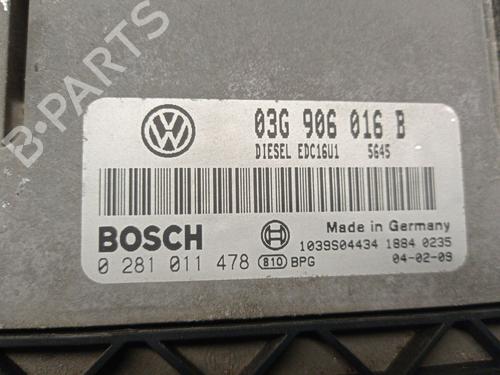 03G 906 016 B
DIESEL EDC16U1 5645
BOSCH
Made in Germany
1039S04434 1884 0235
0 281 011 478 810 BPG 04-02-09